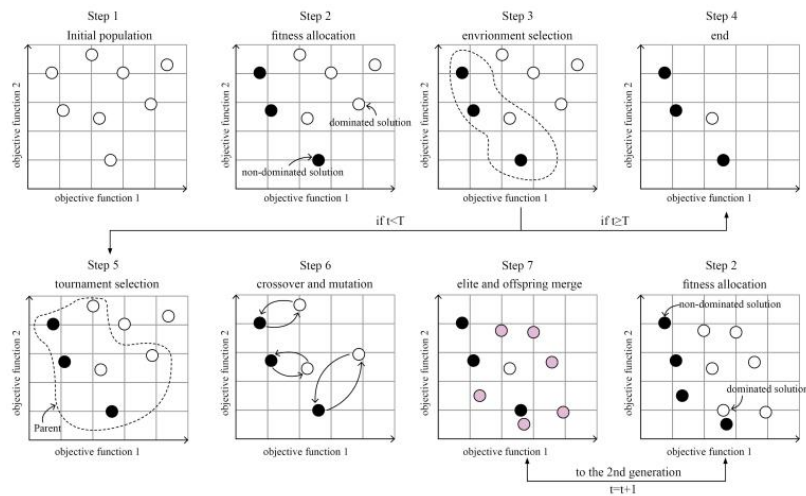 Step 1
Initial population
objective function 2
objective function 1
Step 2
fitness allocation
objective function 2
dominated solution
non-dominated solution
objective function 1
Step 3
envrionment selection
objective function 2
objective function 1
Step 4
end
objective function 2
objective function 1
if t<T
if t≥T
Step 5
tournament selection
objective function 2
Parent
objective function 1
Step 6
crossover and mutation
objective function 2
objective function 1
Step 7
elite and offspring merge
objective function 2
objective function 1
Step 2
fitness allocation
non-dominated solution
objective function 2
dominated solution
objective function 1
to the 2nd generation
t=t+1